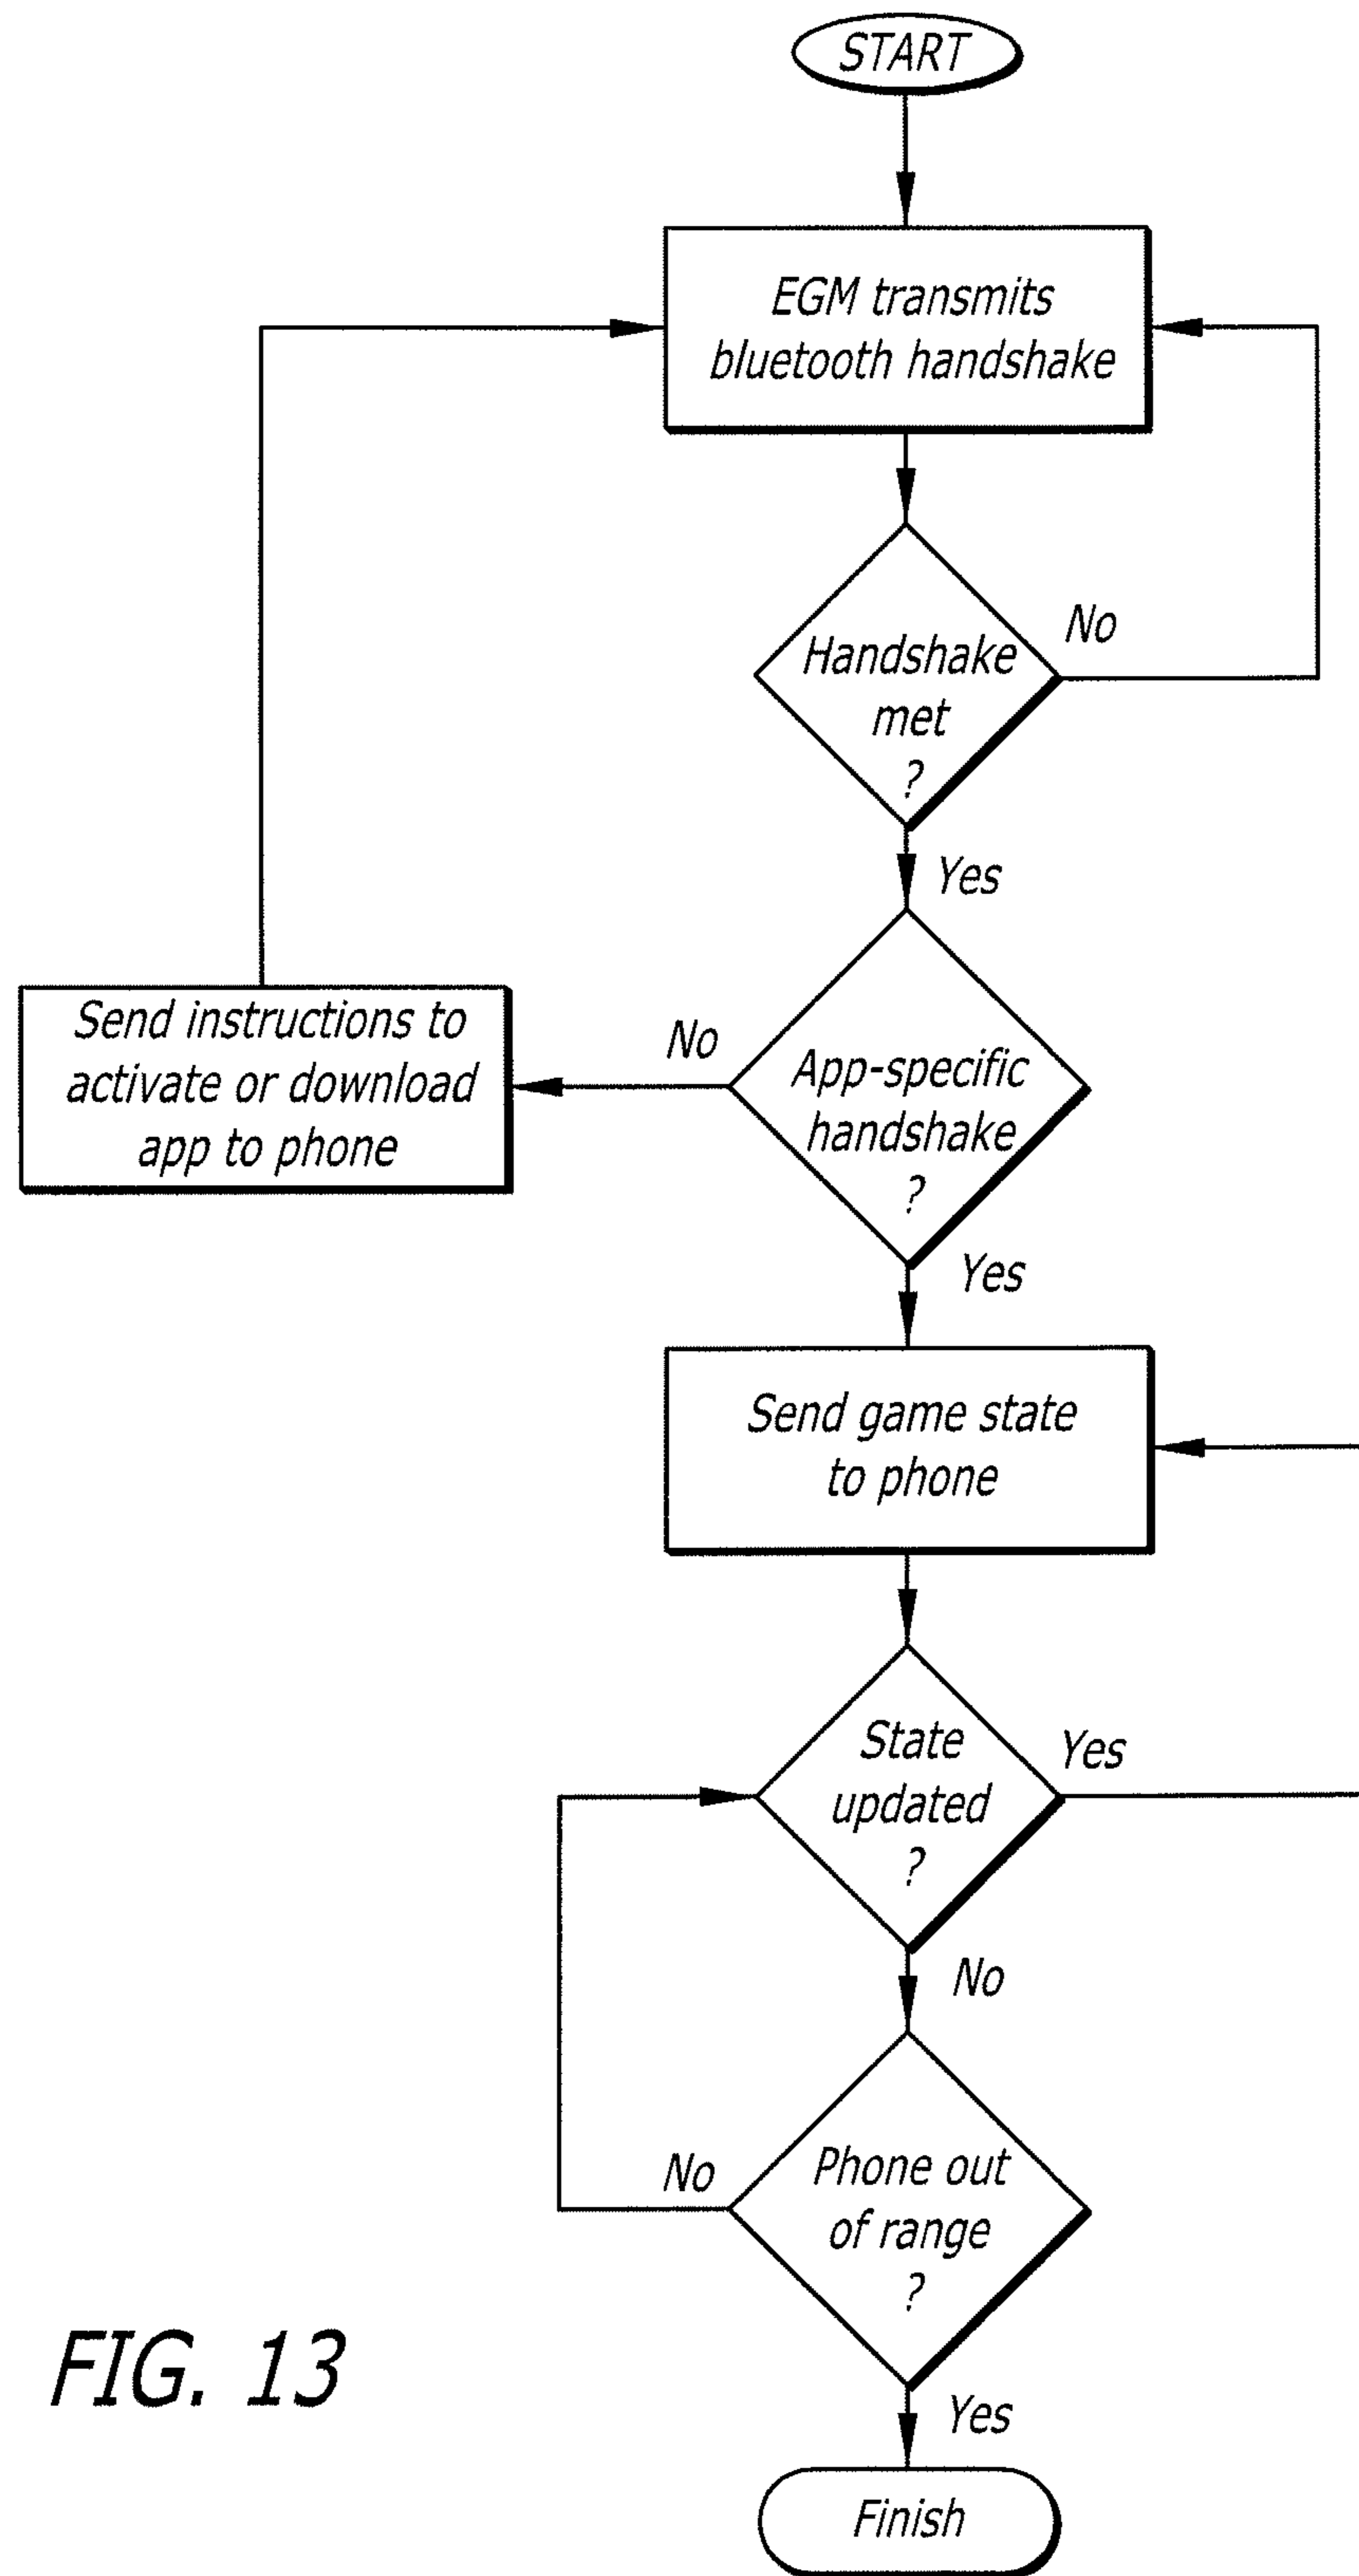 START
EGM transmits
bluetooth handshake
Handshake
met
?
No
Yes
App-specific
handshake
?
No
Send instructions to
activate or download
app to phone
Yes
Send game state
to phone
State
updated
?
Yes
No
Phone out
of range
?
No
Yes
Finish
FIG. 13